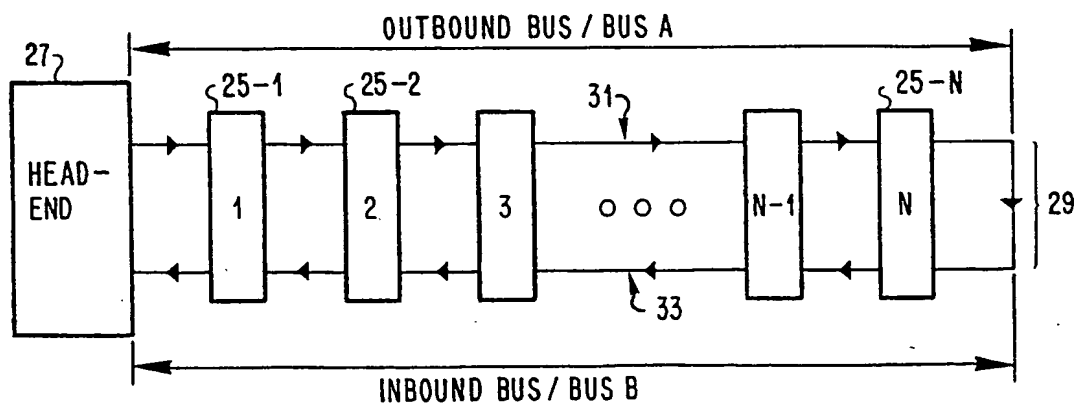 OUTBOUND BUS / BUS A
27
25-1
25-2
31
25-N
HEAD-
END
1
2
3
N-1
N
29
33
INBOUND BUS / BUS B